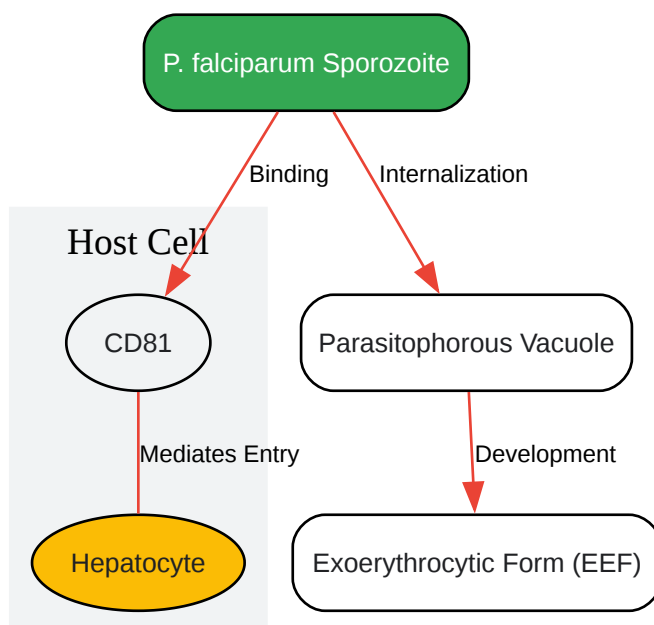 P. falciparum Sporozoite
Binding
Internalization
Host Cell
CD81
Parasitophorous Vacuole
Mediates Entry
Development
Hepatocyte
Exoerythrocytic Form (EEF)